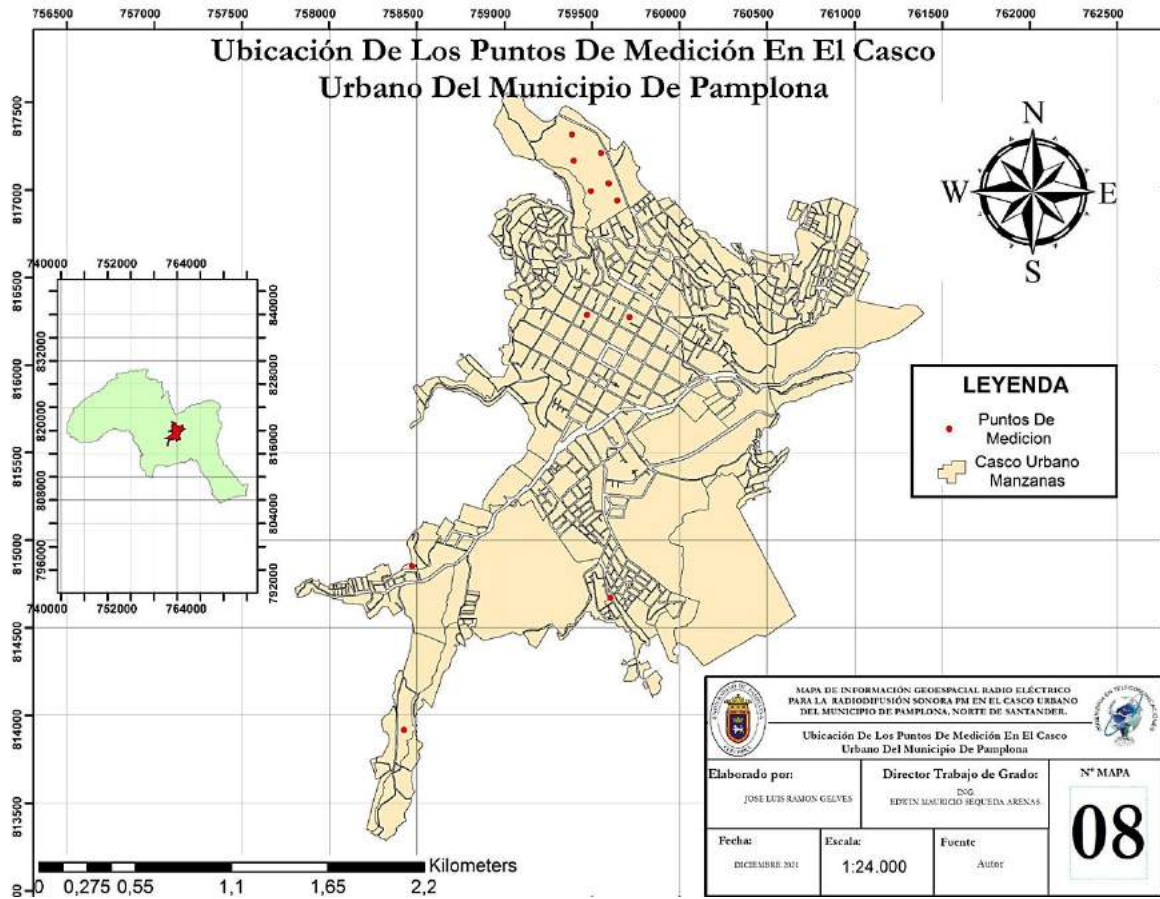 756500 757000 757500 758000 758500 759000 759500 760000 760500 761000 761500 762000 762500
Ubicación De Los Puntos De Medición En El Casco
Urbano Del Municipio De Pamplona
817500
817000
816500
816000
815500
815000
814500
814000
813500
N
W E
S
740000 752000 764000
832000
820000
808000
796000
840000
828000
816000
804000
792000
740000 752000 764000
LEYENDA
Puntos De
Medicion
Casco Urbano
Manzanas
Kilometers
0 0,275 0,55 1,1 1,65 2,2
MAPA DE INFORMACIÓN GEOESPACIAL RADIO ELÉCTRICO
PARA LA RADIODIFUSIÓN SONORA FM EN EL CASCO URBANO
DEL MUNICIPIO DE PAMPLONA, NORTE DE SANTANDER.
Ubicación De Los Puntos De Medición En El Casco
Urbano Del Municipio De Pamplona
Elaborado por:
JOSE LUIS RAMON GELVES
Director Trabajo de Grado:
ING.
EDWIN MAURICIO SEQUEDA ARENAS
N° MAPA
08
Fecha:
DICIEMBRE 2021
Escala:
1:24.000
Fuente
Autor